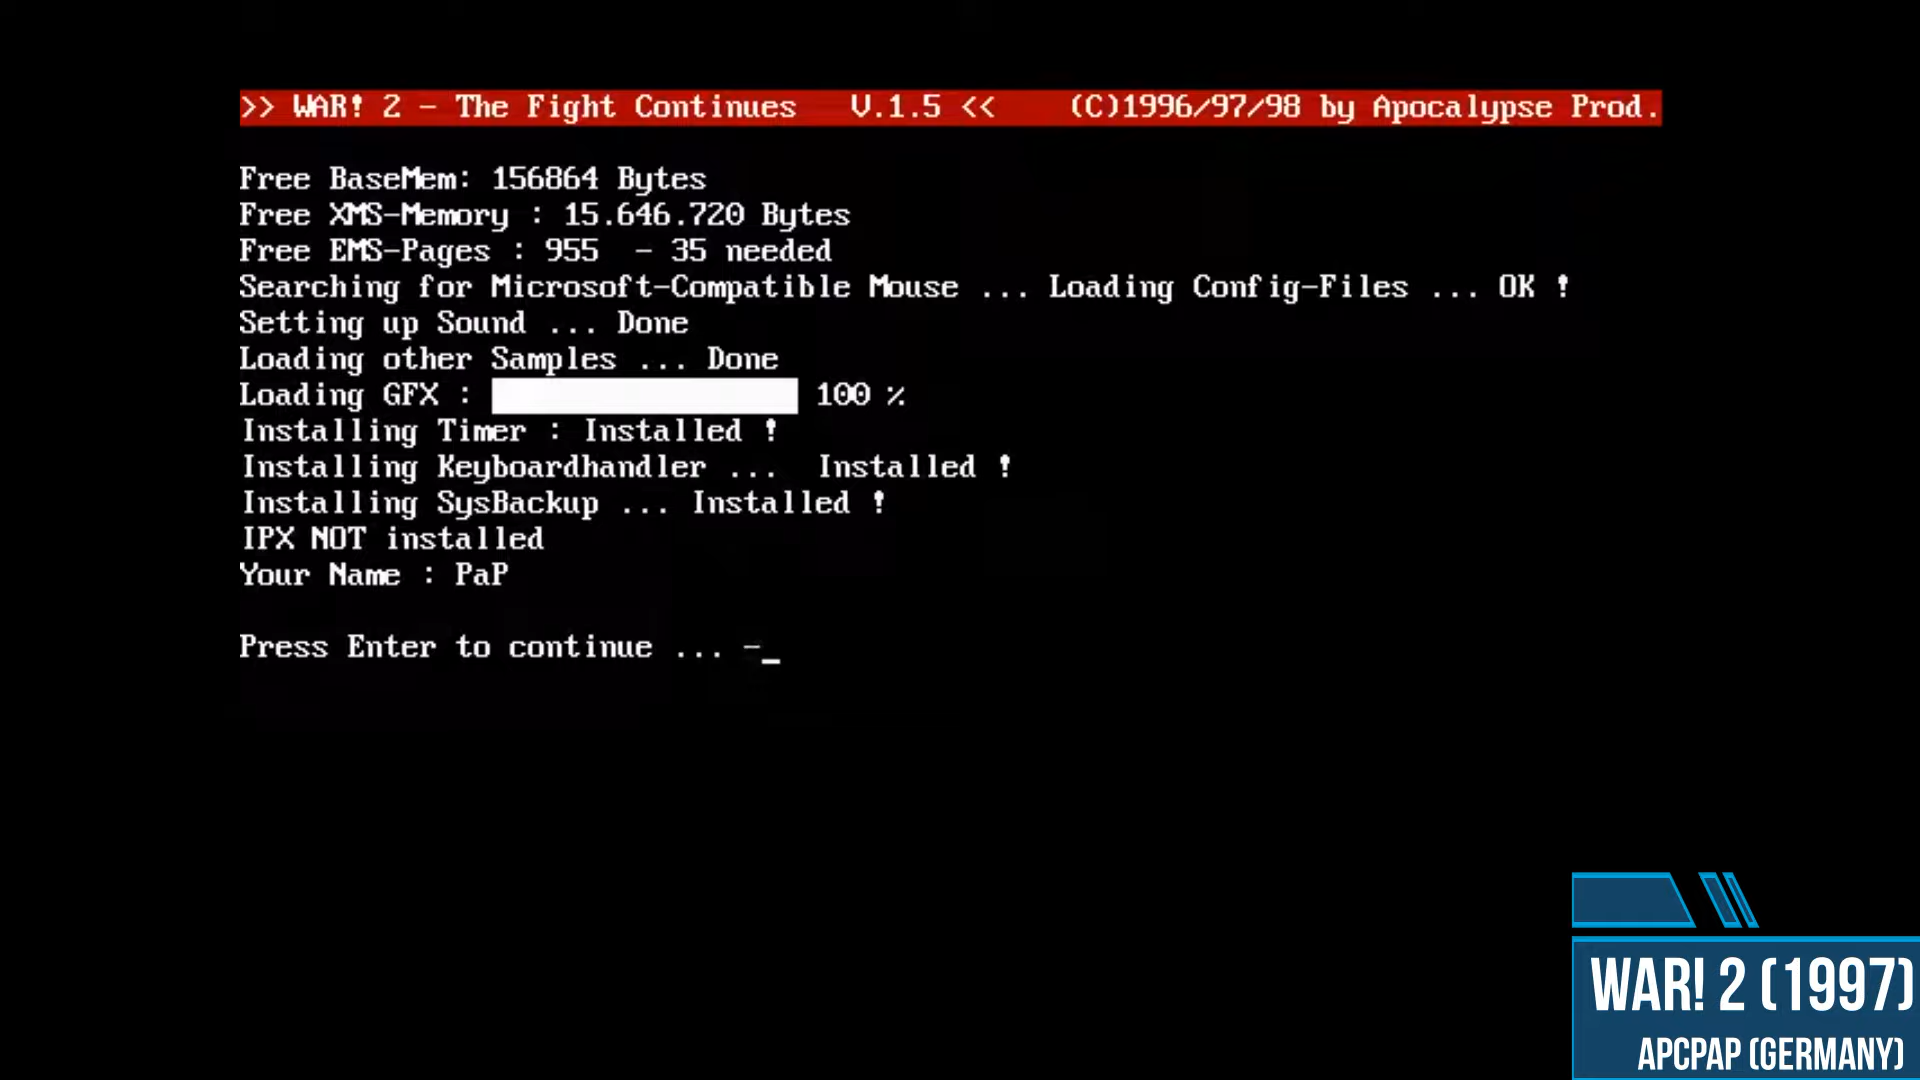 >> WAR! 2 - The Fight Continues   V.1.5 <<    (C)1996/97/98 by Apocalypse Prod.
Free BaseMem: 156864 Bytes
Free XMS-Memory : 15.646.720 Bytes
Free EMS-Pages : 955  - 35 needed
Searching for Microsoft-Compatible Mouse ... Loading Config-Files ... OK !
Setting up Sound ... Done
Loading other Samples ... Done
Loading GFX : 100 %
Installing Timer : Installed !
Installing Keyboardhandler ...  Installed !
Installing SysBackup ... Installed !
IPX NOT installed
Your Name : PaP
Press Enter to continue ... -_
WAR! 2 (1997)
APCPAP (GERMANY)